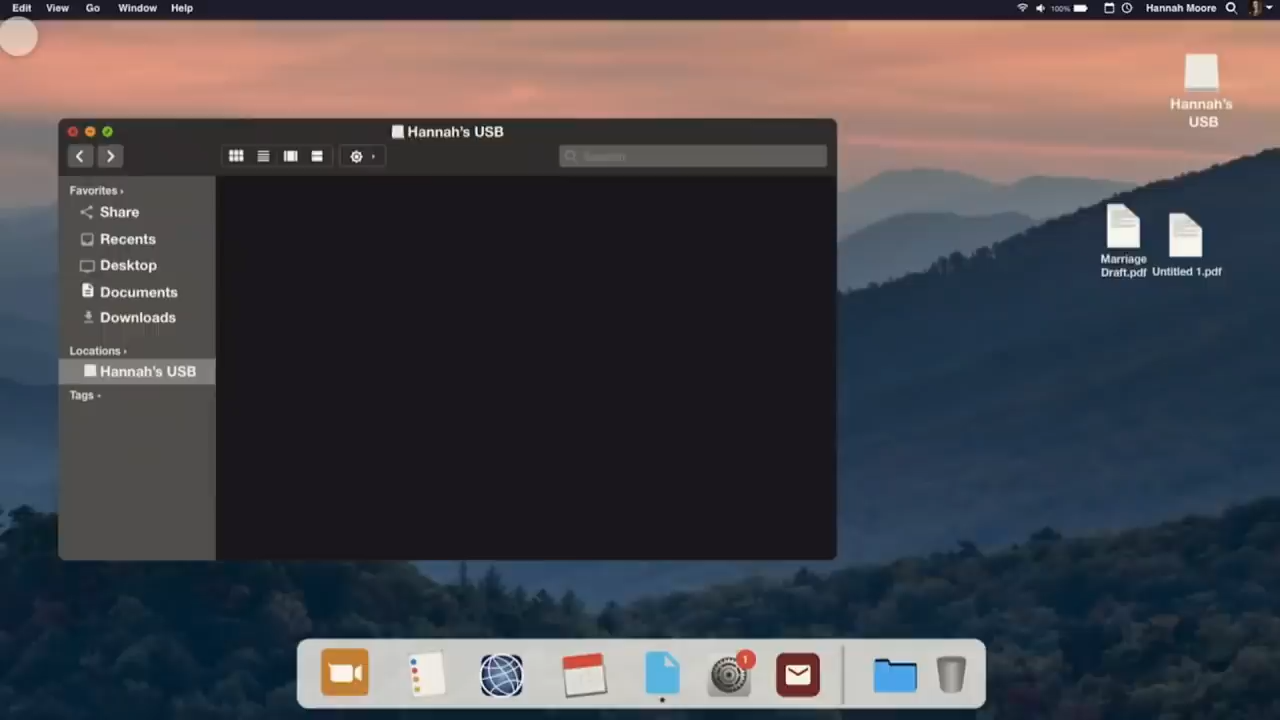 Edit View Go Window Help
100% Hannah Moore
Hannah's
USB
Hannah's USB
Search
Favorites
Share
Recents
Desktop
Documents
Downloads
Locations
Hannah's USB
Tags
Marriage
Draft.pdf
Untitled 1.pdf
1